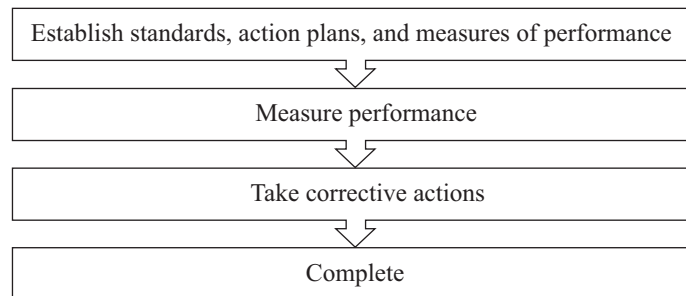 Establish standards, action plans, and measures of performance
Measure performance
Take corrective actions
Complete